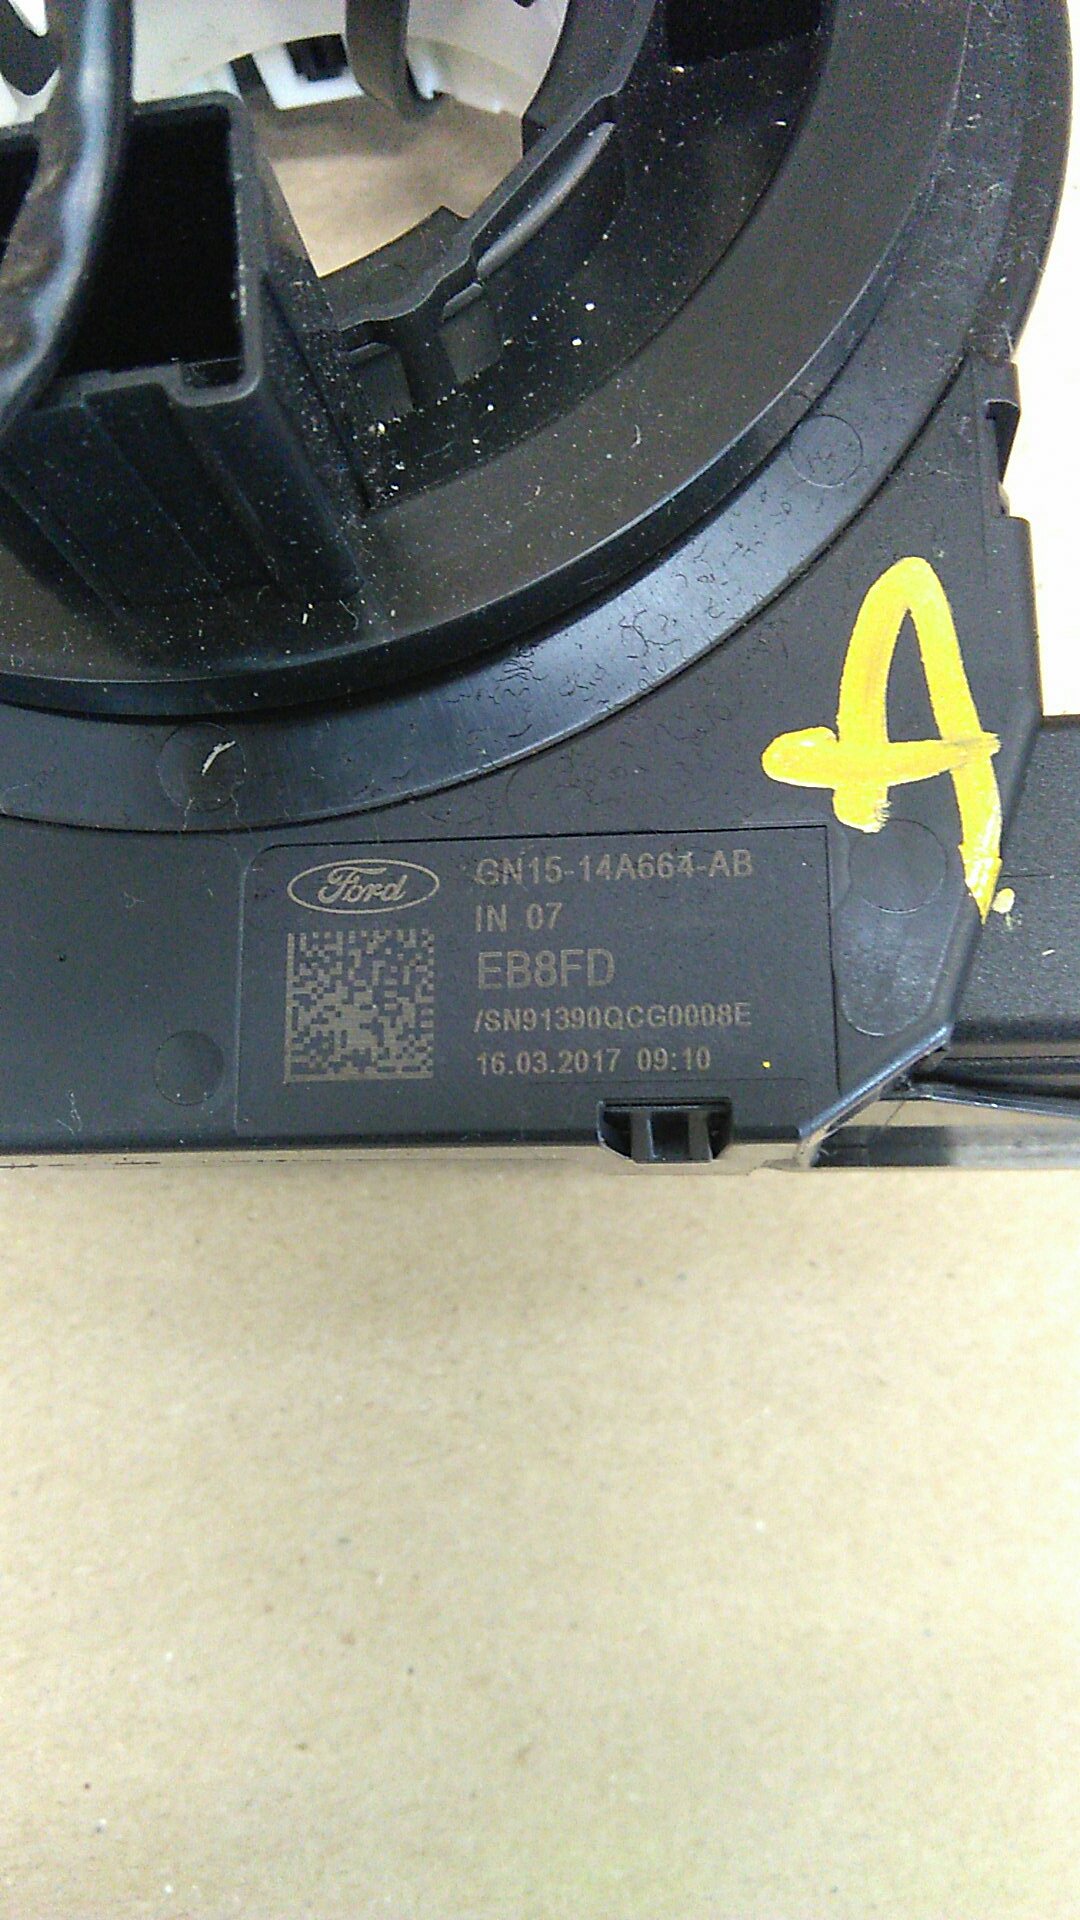 A
Ford
GN15-14A664-AB
IN 07
EB8FD
/SN91390QCG0008E
16.03.2017 09:10